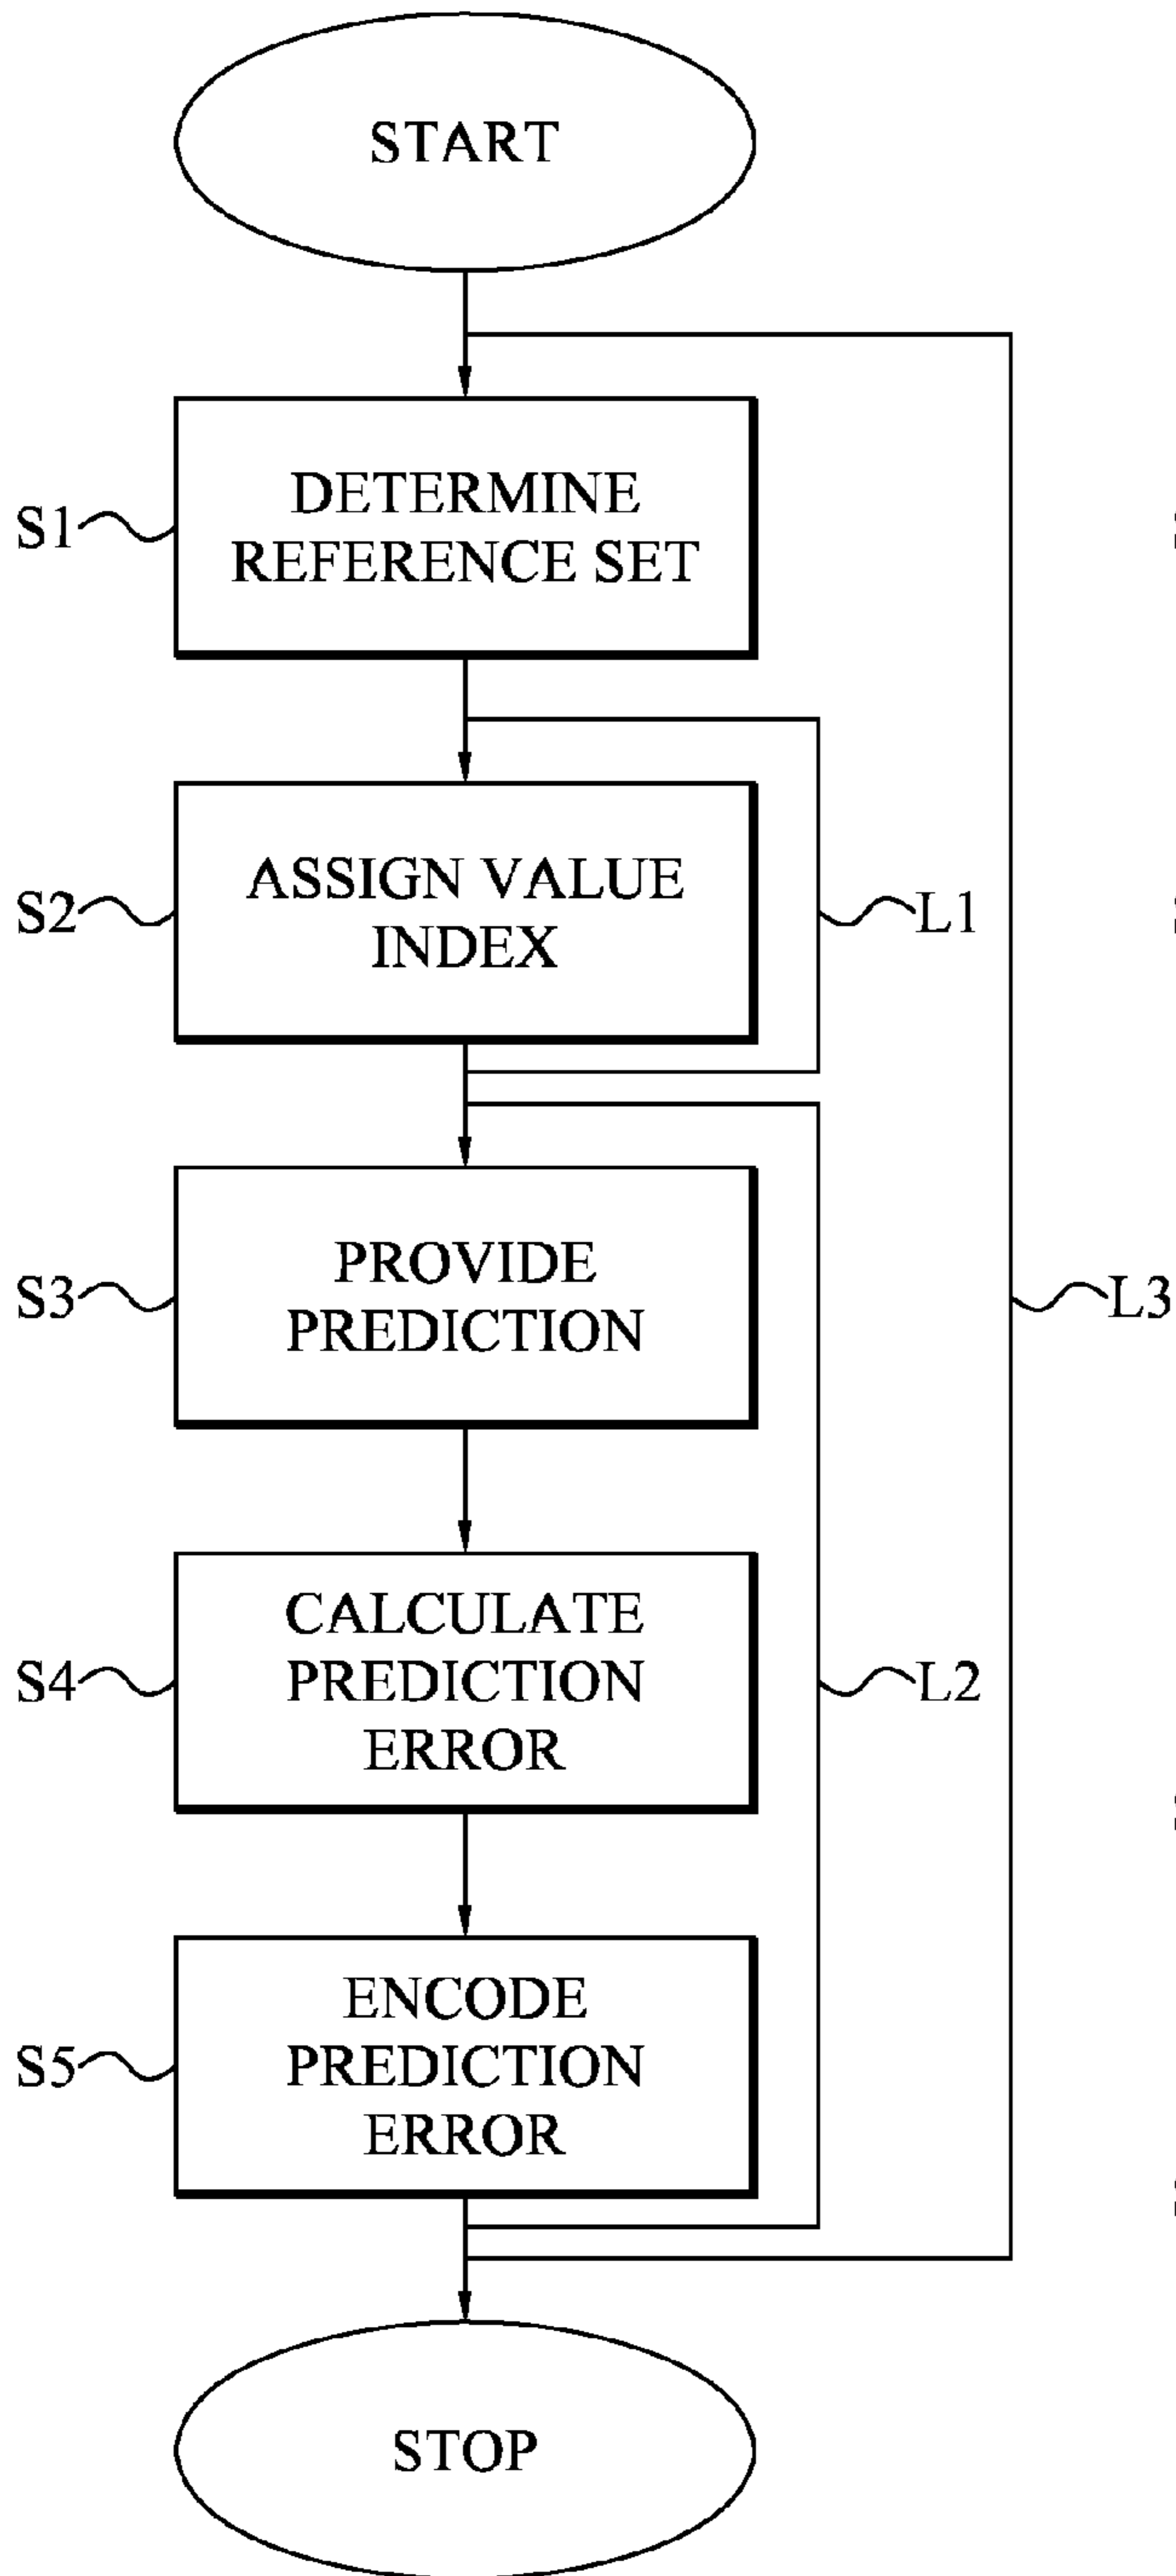 START
S1
DETERMINE
REFERENCE SET
S2
ASSIGN VALUE
INDEX
L1
S3
PROVIDE
PREDICTION
L3
S4
CALCULATE
PREDICTION
ERROR
L2
S5
ENCODE
PREDICTION
ERROR
STOP